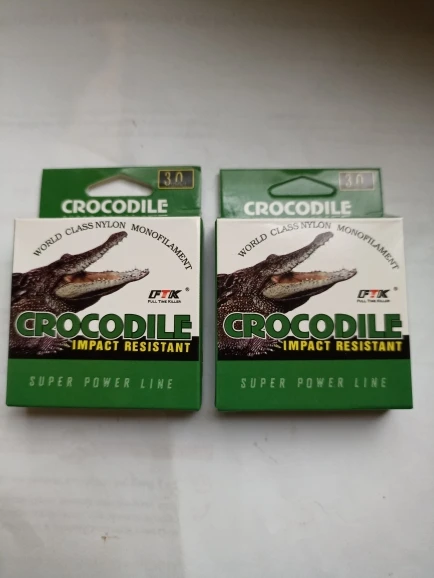 3.0
CROCODILE
WORLD CLASS NYLON MONOFILAMENT
FTK ®
FULL TIME KILLER
CROCODILE
IMPACT RESISTANT
SUPER POWER LINE
3.0
CROCODILE
WORLD CLASS NYLON MONOFILAMENT
FTK ®
FULL TIME KILLER
CROCODILE
IMPACT RESISTANT
SUPER POWER LINE